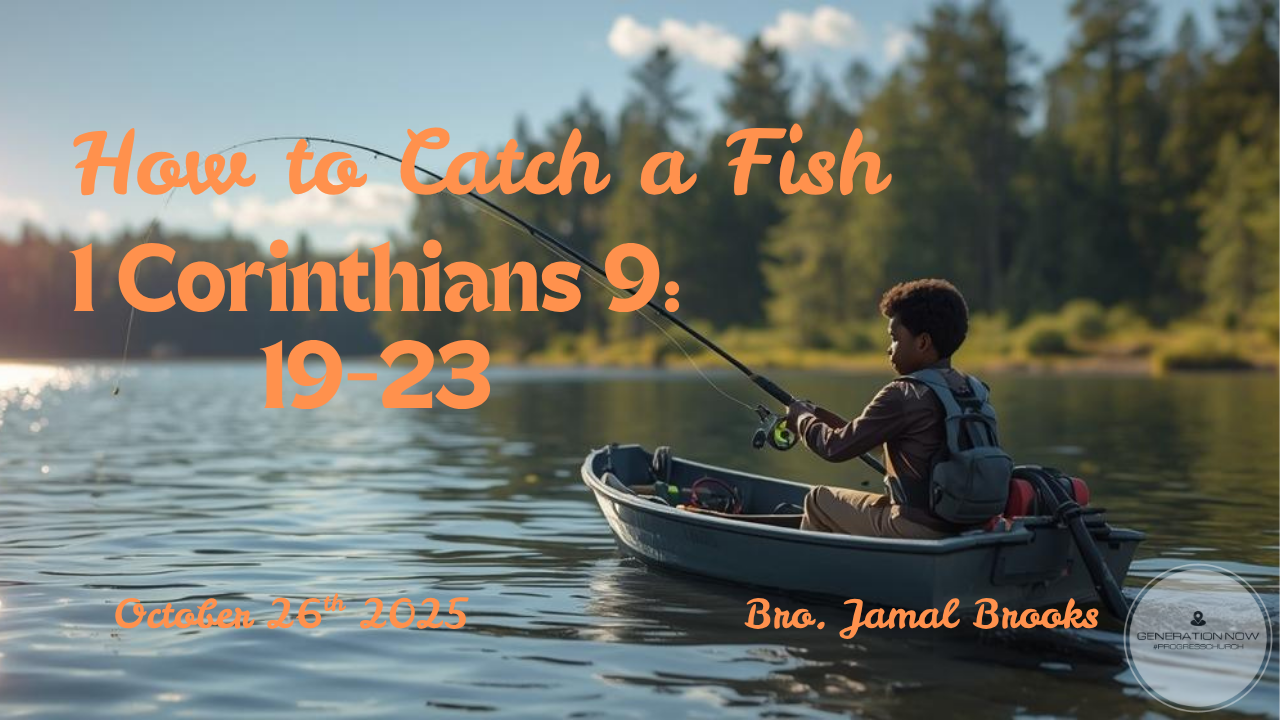 How to Catch a Fish
1 Corinthians 9:
19-23
October 26th 2025
Bro. Jamal Brooks
GENERATION NOW
#PROGRESSCHURCH